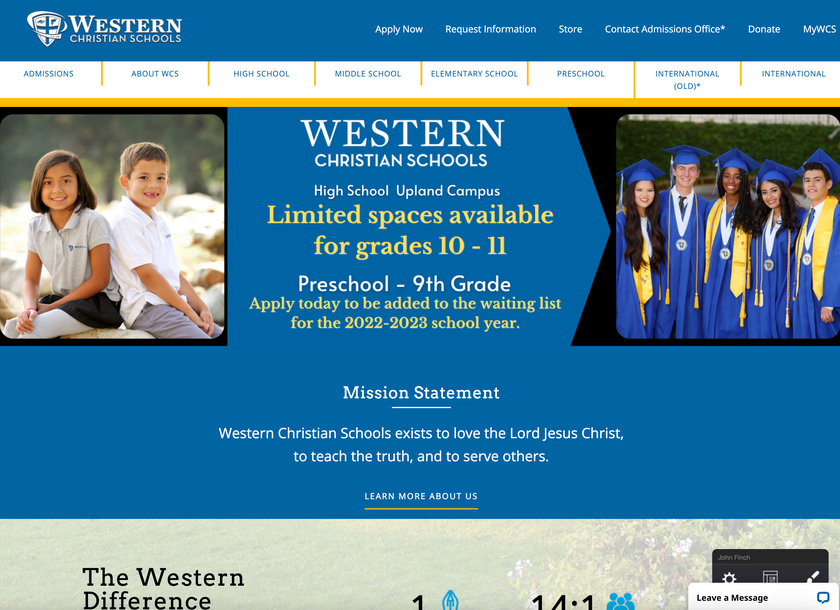 WESTERN
CHRISTIAN SCHOOLS
Apply Now Request Information Store Contact Admissions Office* Donate MyWCS
ADMISSIONS ABOUT WCS HIGH SCHOOL MIDDLE SCHOOL ELEMENTARY SCHOOL PRESCHOOL INTERNATIONAL INTERNATIONAL
(OLD)*
WESTERN
CHRISTIAN SCHOOLS
High School Upland Campus
Limited spaces available
for grades 10 - 11
Preschool - 9th Grade
Apply today to be added to the waiting list
for the 2022-2023 school year.
Mission Statement
Western Christian Schools exists to love the Lord Jesus Christ,
to teach the truth, and to serve others.
LEARN MORE ABOUT US
The Western
Difference
1 14:1
John Finch
Leave a Message